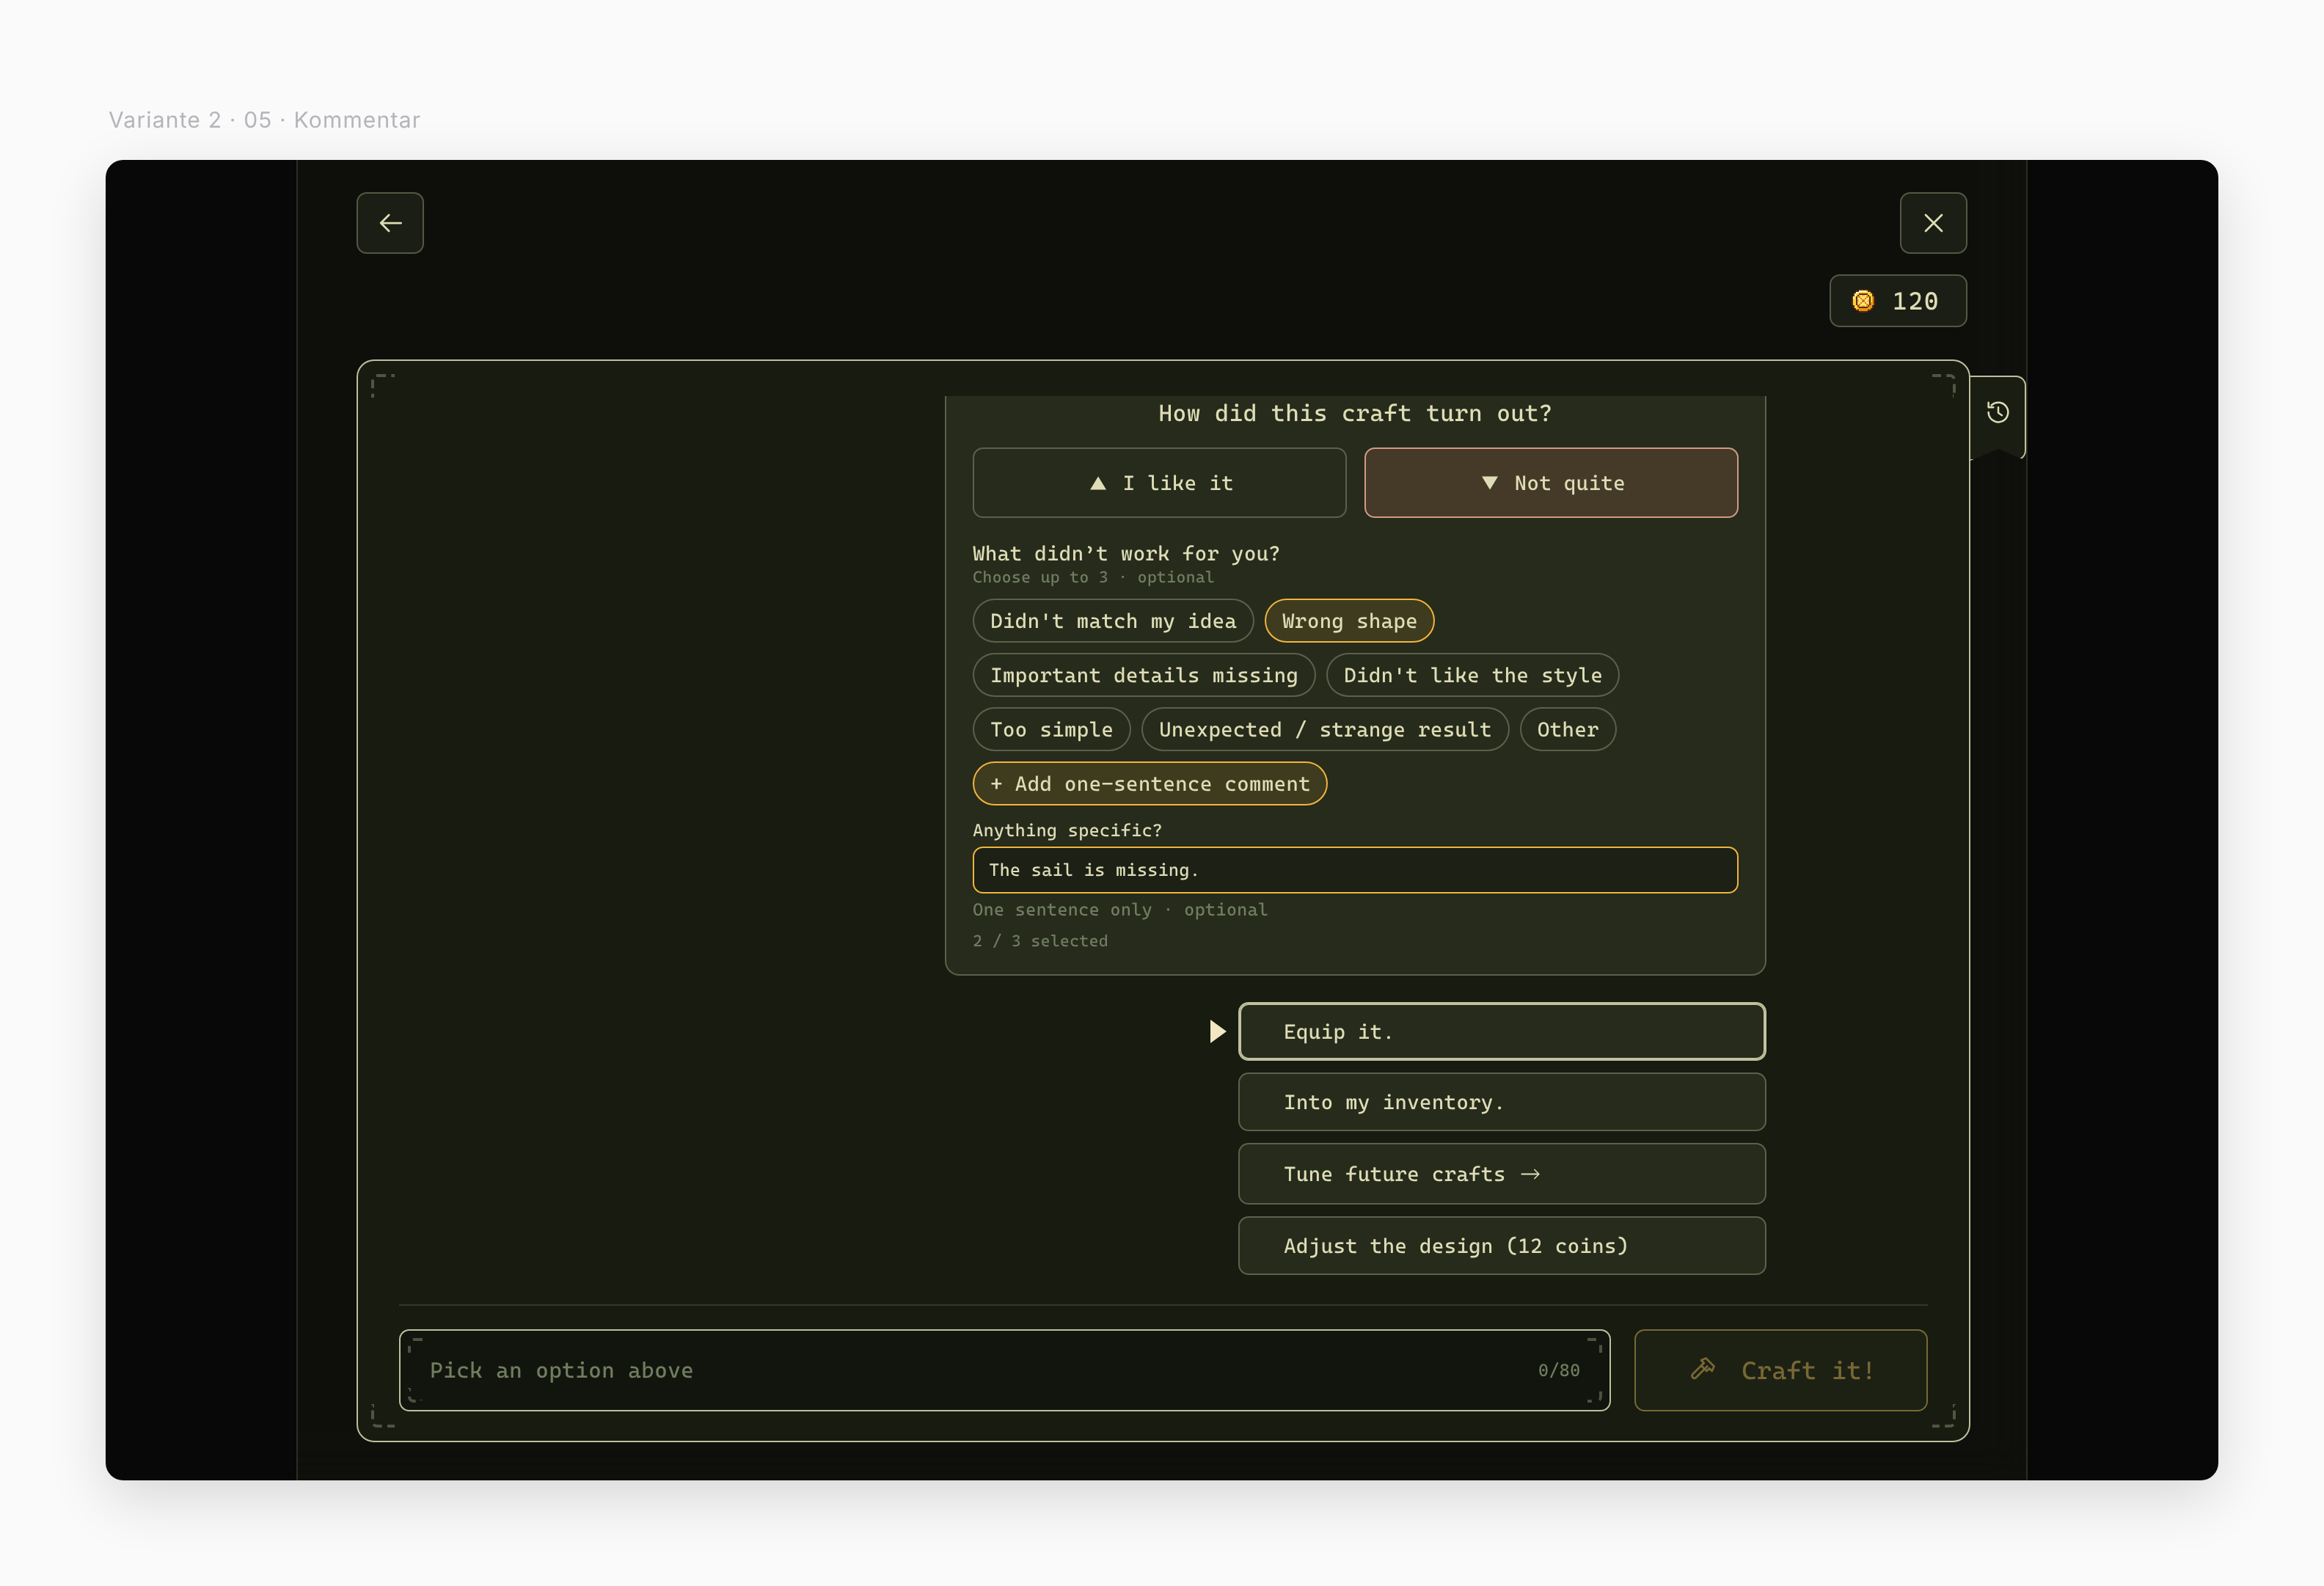 Variante 2 · 05 · Kommentar
120
How did this craft turn out?
▲ I like it
▼ Not quite
What didn’t work for you?
Choose up to 3 · optional
Didn't match my idea
Wrong shape
Important details missing
Didn't like the style
Too simple
Unexpected / strange result
Other
+ Add one-sentence comment
Anything specific?
The sail is missing.
One sentence only · optional
2 / 3 selected
Equip it.
Into my inventory.
Tune future crafts →
Adjust the design (12 coins)
Pick an option above
0/80
Craft it!